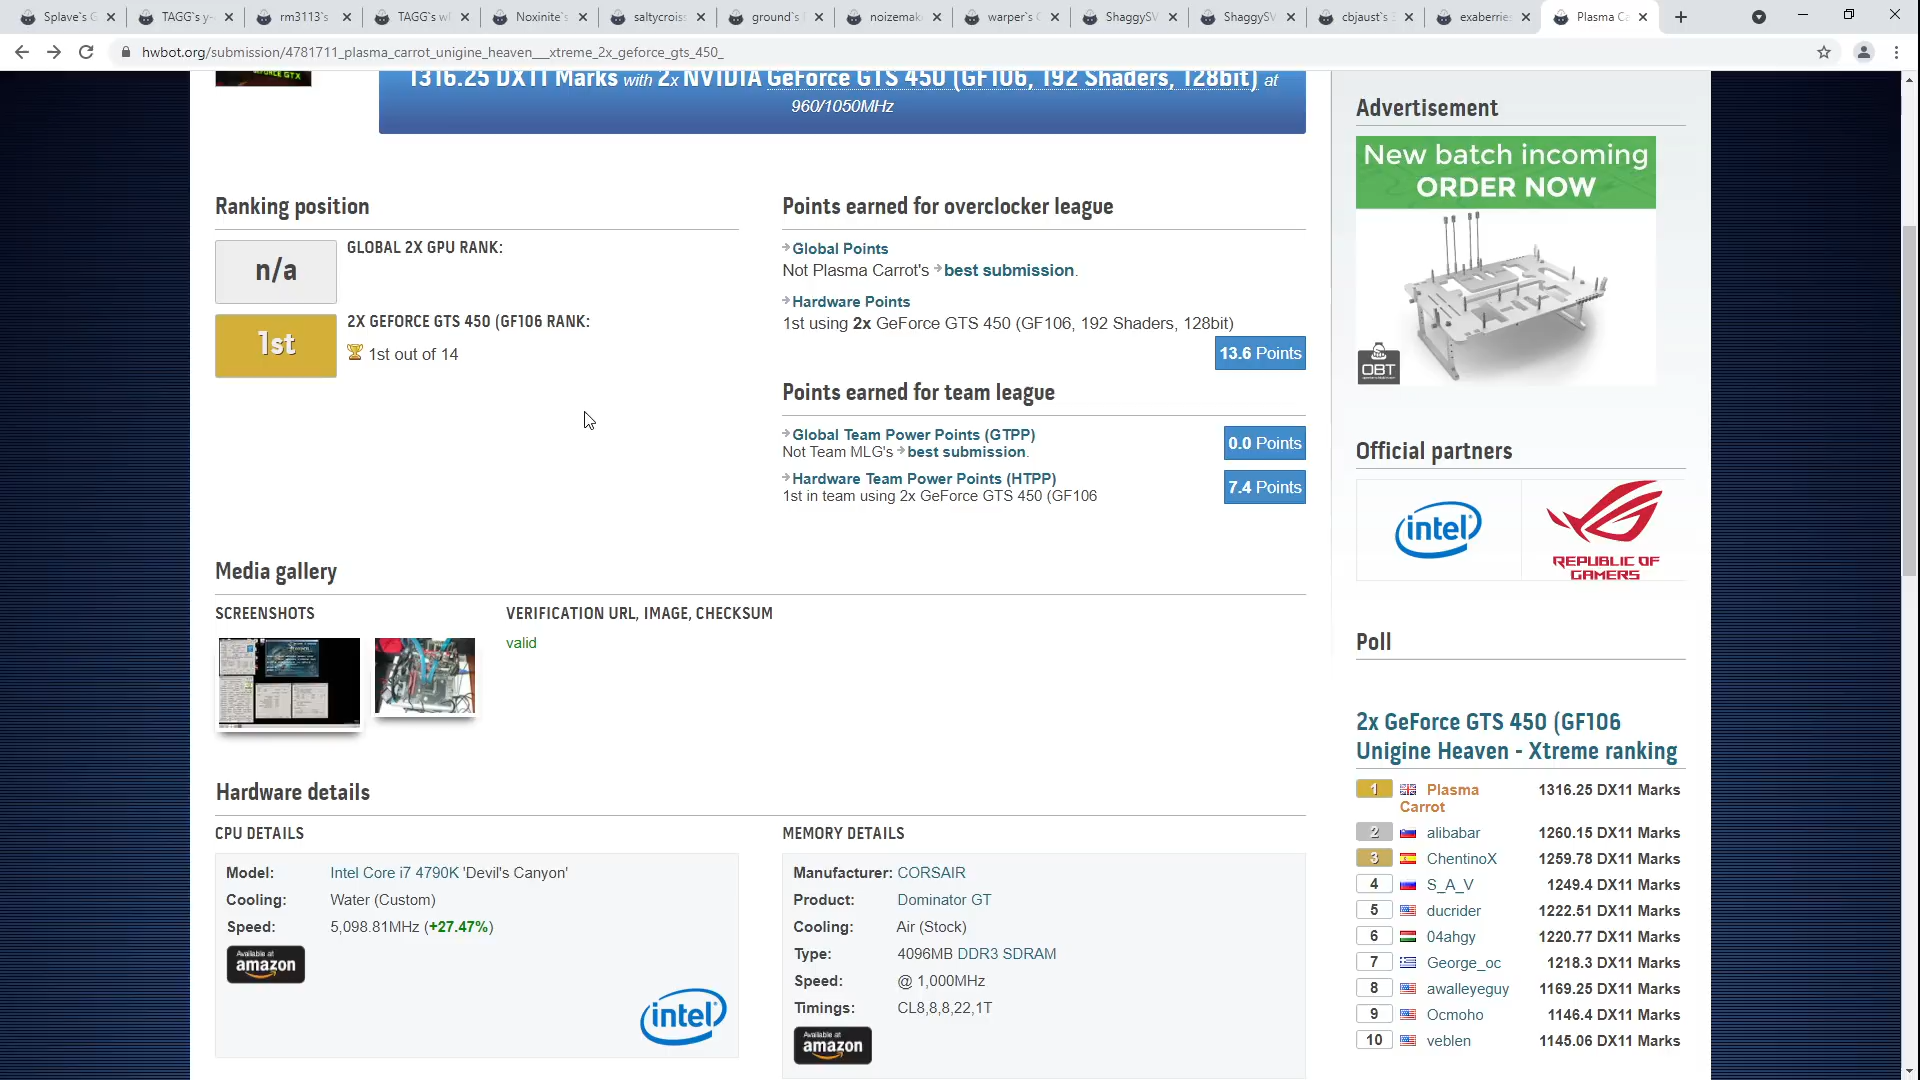 Splave's G
TAGG`s y-
rm3113`s
TAGG`s wl
Noxinite`s
saltycrois
ground`s
noizemak
warper`s
ShaggySV
ShaggySV
cbjaust`s
exaberrie
Plasma Ca
hwbot.org/submission/4781711_plasma_carrot_unigine_heaven___xtreme_2x_geforce_gts_450_
GEFORCE GTX
1316.25 DX11 Marks with 2x NVIDIA GeForce GTS 450 (GF106, 192 Shaders, 128bit) at
960/1050MHz
Ranking position
n/a
GLOBAL 2X GPU RANK:
1st
2X GEFORCE GTS 450 (GF106 RANK:
1st out of 14
Points earned for overclocker league
Global Points
Not Plasma Carrot's best submission.
Hardware Points
1st using 2x GeForce GTS 450 (GF106, 192 Shaders, 128bit)
13.6 Points
Points earned for team league
Global Team Power Points (GTPP)
Not Team MLG's best submission.
0.0 Points
Hardware Team Power Points (HTPP)
1st in team using 2x GeForce GTS 450 (GF106
7.4 Points
Media gallery
SCREENSHOTS
VERIFICATION URL, IMAGE, CHECKSUM
valid
Hardware details
CPU DETAILS
Model: Intel Core i7 4790K 'Devil's Canyon'
Cooling: Water (Custom)
Speed: 5,098.81MHz (+27.47%)
Available at
amazon
intel
MEMORY DETAILS
Manufacturer: CORSAIR
Product: Dominator GT
Cooling: Air (Stock)
Type: 4096MB DDR3 SDRAM
Speed: @ 1,000MHz
Timings: CL8,8,8,22,1T
Available at
amazon
Advertisement
New batch incoming
ORDER NOW
OBT
Official partners
intel
REPUBLIC OF
GAMERS
Poll
2x GeForce GTS 450 (GF106
Unigine Heaven - Xtreme ranking
1 Plasma Carrot 1316.25 DX11 Marks
2 alibabar 1260.15 DX11 Marks
3 ChentinoX 1259.78 DX11 Marks
4 S_A_V 1249.4 DX11 Marks
5 ducrider 1222.51 DX11 Marks
6 04ahgy 1220.77 DX11 Marks
7 George_oc 1218.3 DX11 Marks
8 awalleyeguy 1169.25 DX11 Marks
9 Ocmoho 1146.4 DX11 Marks
10 veblen 1145.06 DX11 Marks